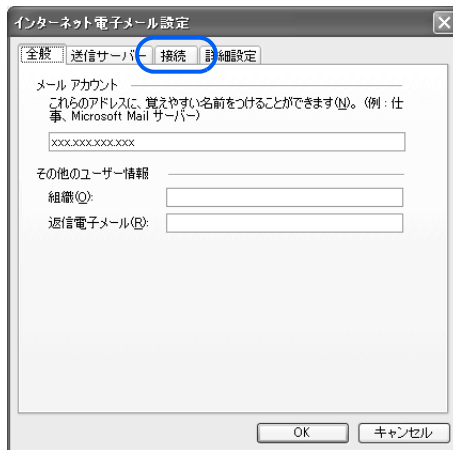 インターネット電子メール設定
全般 送信サーバー 接続 詳細設定
メール アカウント
これらのアドレスに、覚えやすい名前をつけることができます(N)。(例:仕
事、Microsoft Mail サーバー)
xxx.xxx.xxx.xxx
その他のユーザー情報
組織(O):
返信電子メール(R):
OK キャンセル